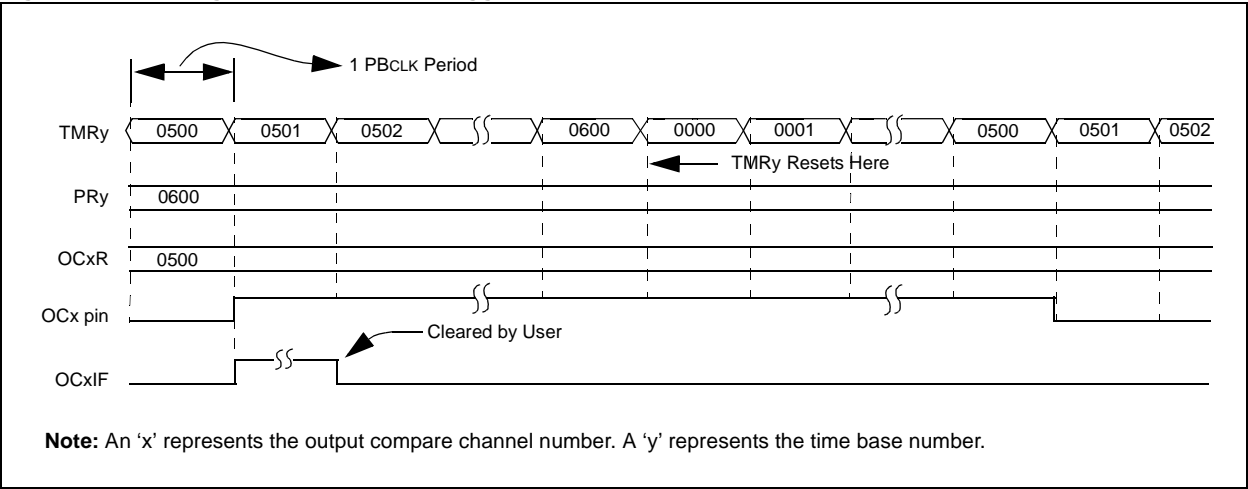 1 PBCLK Period
TMRy 0500 0501 0502 0600 0000 0001 0500 0501 0502
TMRy Resets Here
PRy 0600
OCxR 0500
OCx pin
Cleared by User
OCxIF
Note: An ‘x’ represents the output compare channel number. A ‘y’ represents the time base number.